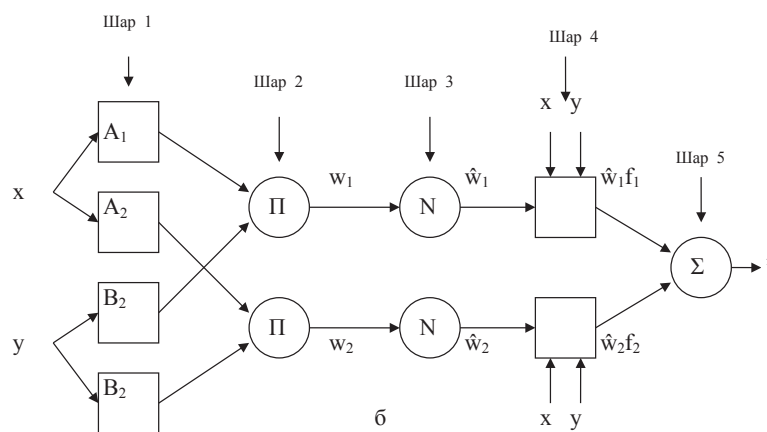 Шар 1
Шар 2
Шар 3
Шар 4
Шар 5
x y
A₁
A₂
B₂
B₂
x
y
П
П
w₁
w₂
N
N
ŵ₁
ŵ₂
ŵ₁f₁
ŵ₂f₂
Σ
x y
б